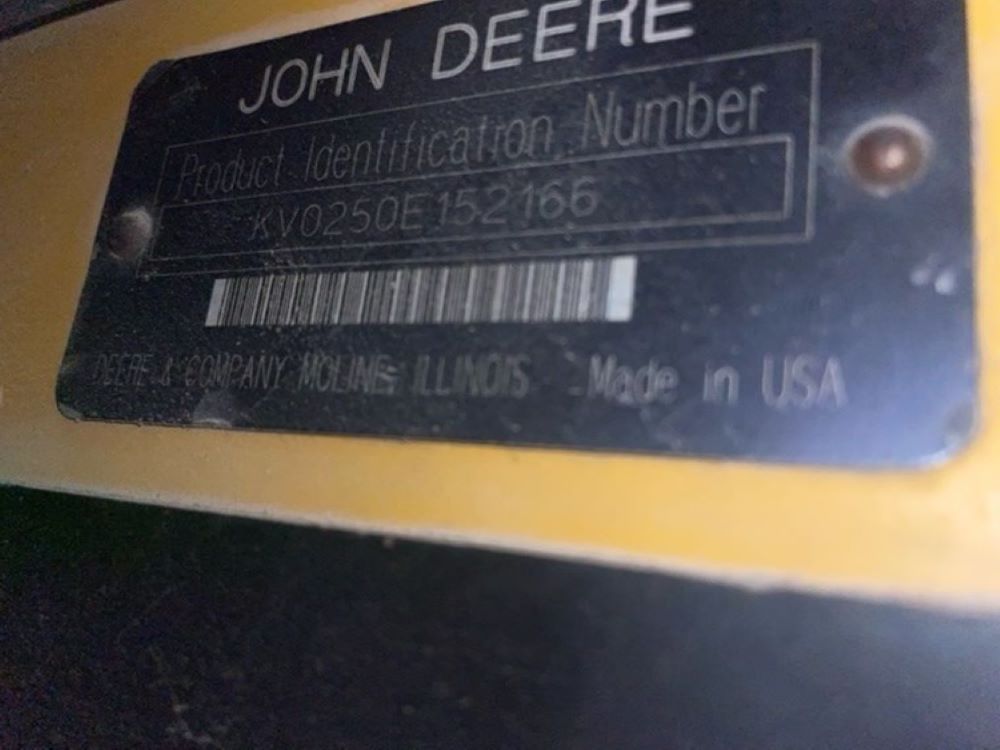 JOHN DEERE
Product Identification Number
KV0250E152166
DEERE & COMPANY MOLINE, ILLINOIS Made in USA